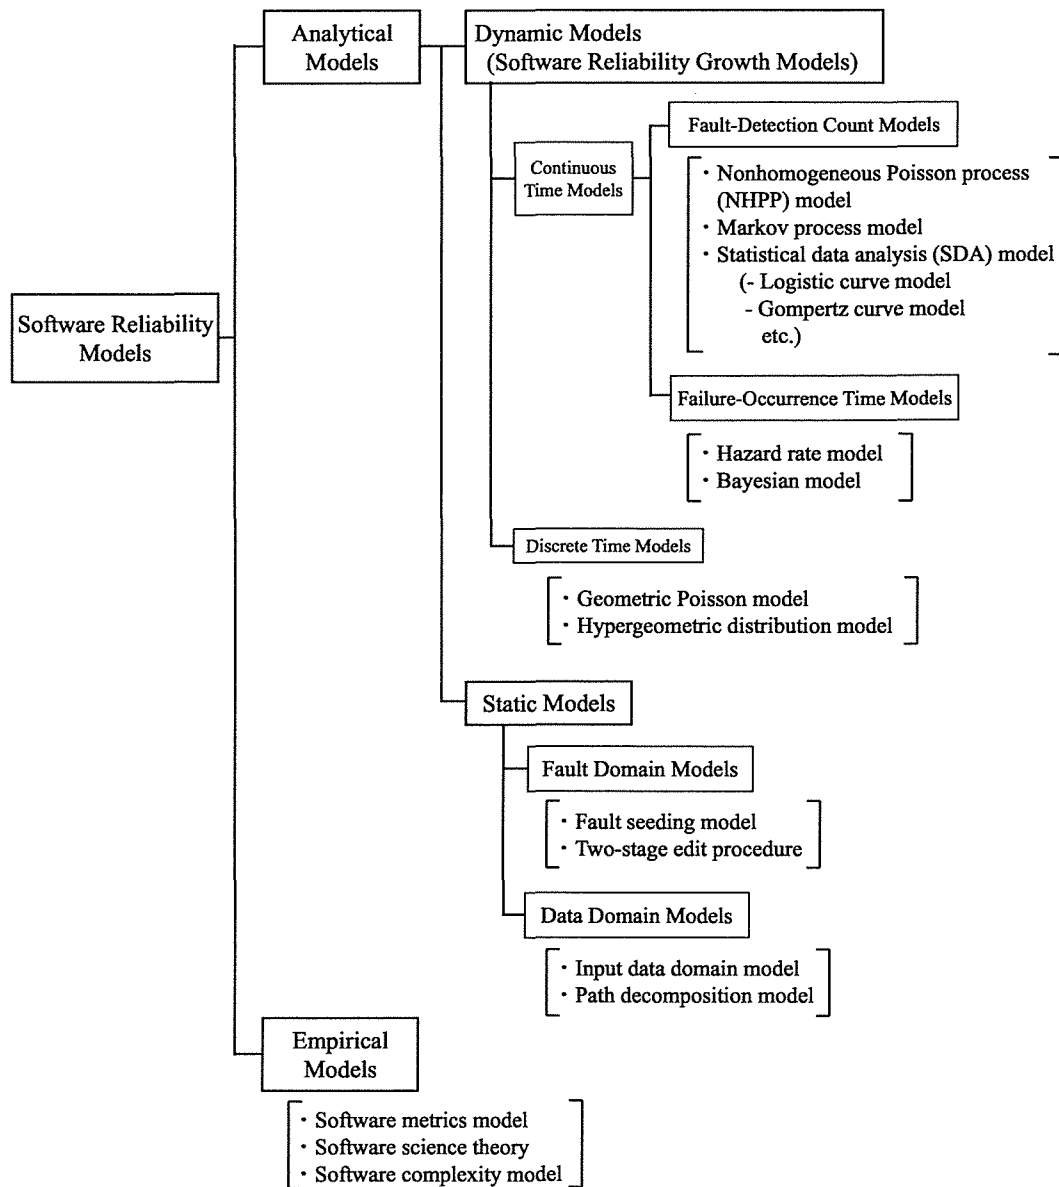 Software Reliability
Models
Analytical
Models
Dynamic Models
(Software Reliability Growth Models)
Continuous
Time Models
Fault-Detection Count Models
・Nonhomogeneous Poisson process
(NHPP) model
・Markov process model
・Statistical data analysis (SDA) model
(- Logistic curve model
- Gompertz curve model
etc.)
Failure-Occurrence Time Models
・Hazard rate model
・Bayesian model
Discrete Time Models
・Geometric Poisson model
・Hypergeometric distribution model
Static Models
Fault Domain Models
・Fault seeding model
・Two-stage edit procedure
Data Domain Models
・Input data domain model
・Path decomposition model
Empirical
Models
・Software metrics model
・Software science theory
・Software complexity model